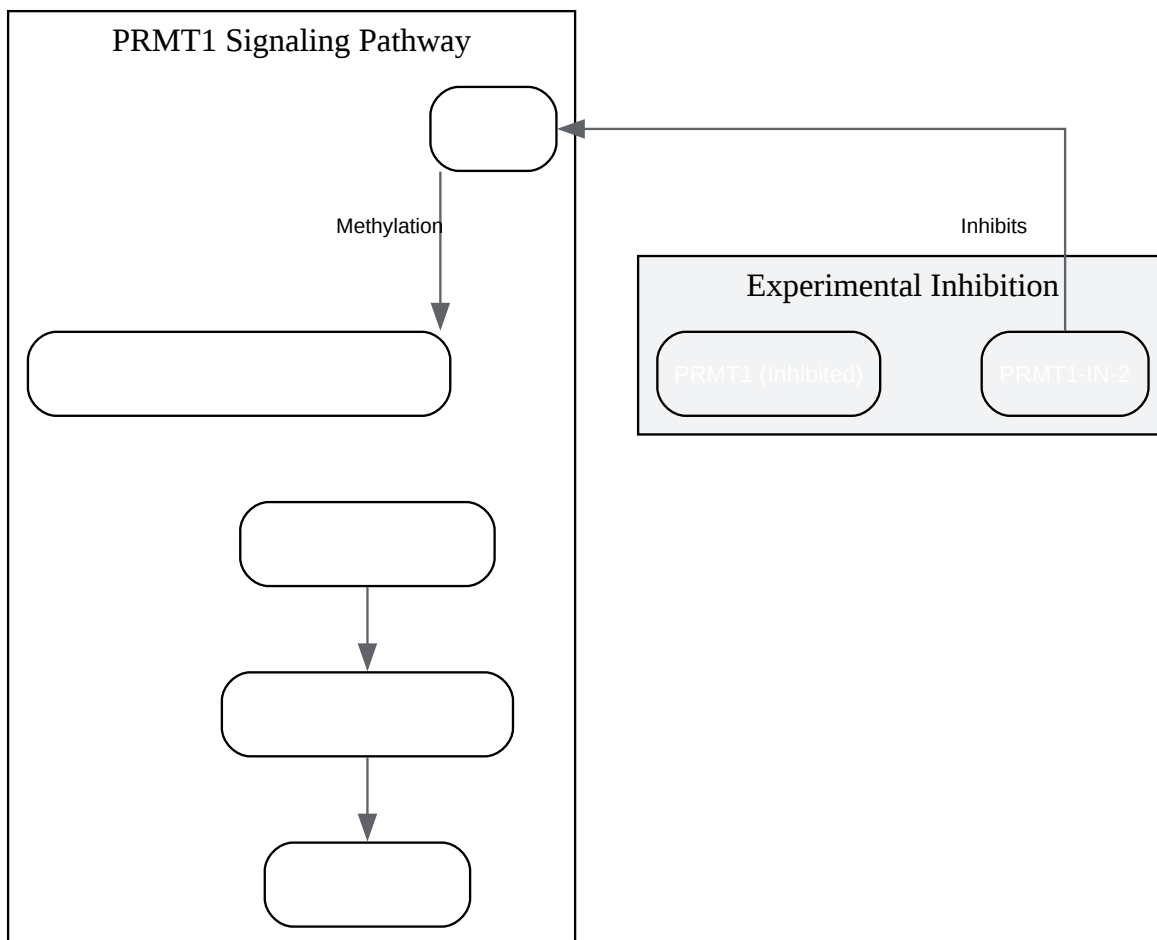 PRMT1 Signaling Pathway
Methylation
Inhibits
Experimental Inhibition
PRMT1 (Inhibited)
PRMT1-IN-2